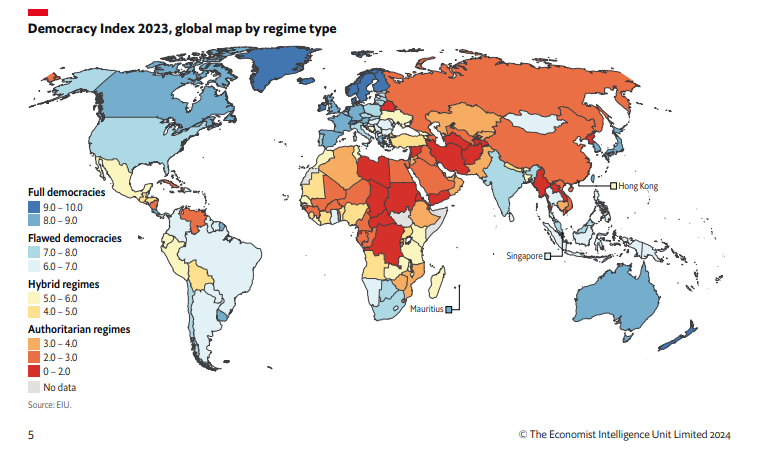 Democracy Index 2023, global map by regime type
Hong Kong
Singapore
Mauritius
Full democracies
9.0 – 10.0
8.0 – 9.0
Flawed democracies
7.0 – 8.0
6.0 – 7.0
Hybrid regimes
5.0 – 6.0
4.0 – 5.0
Authoritarian regimes
3.0 – 4.0
2.0 – 3.0
0 – 2.0
No data
Source: EIU.
5
© The Economist Intelligence Unit Limited 2024